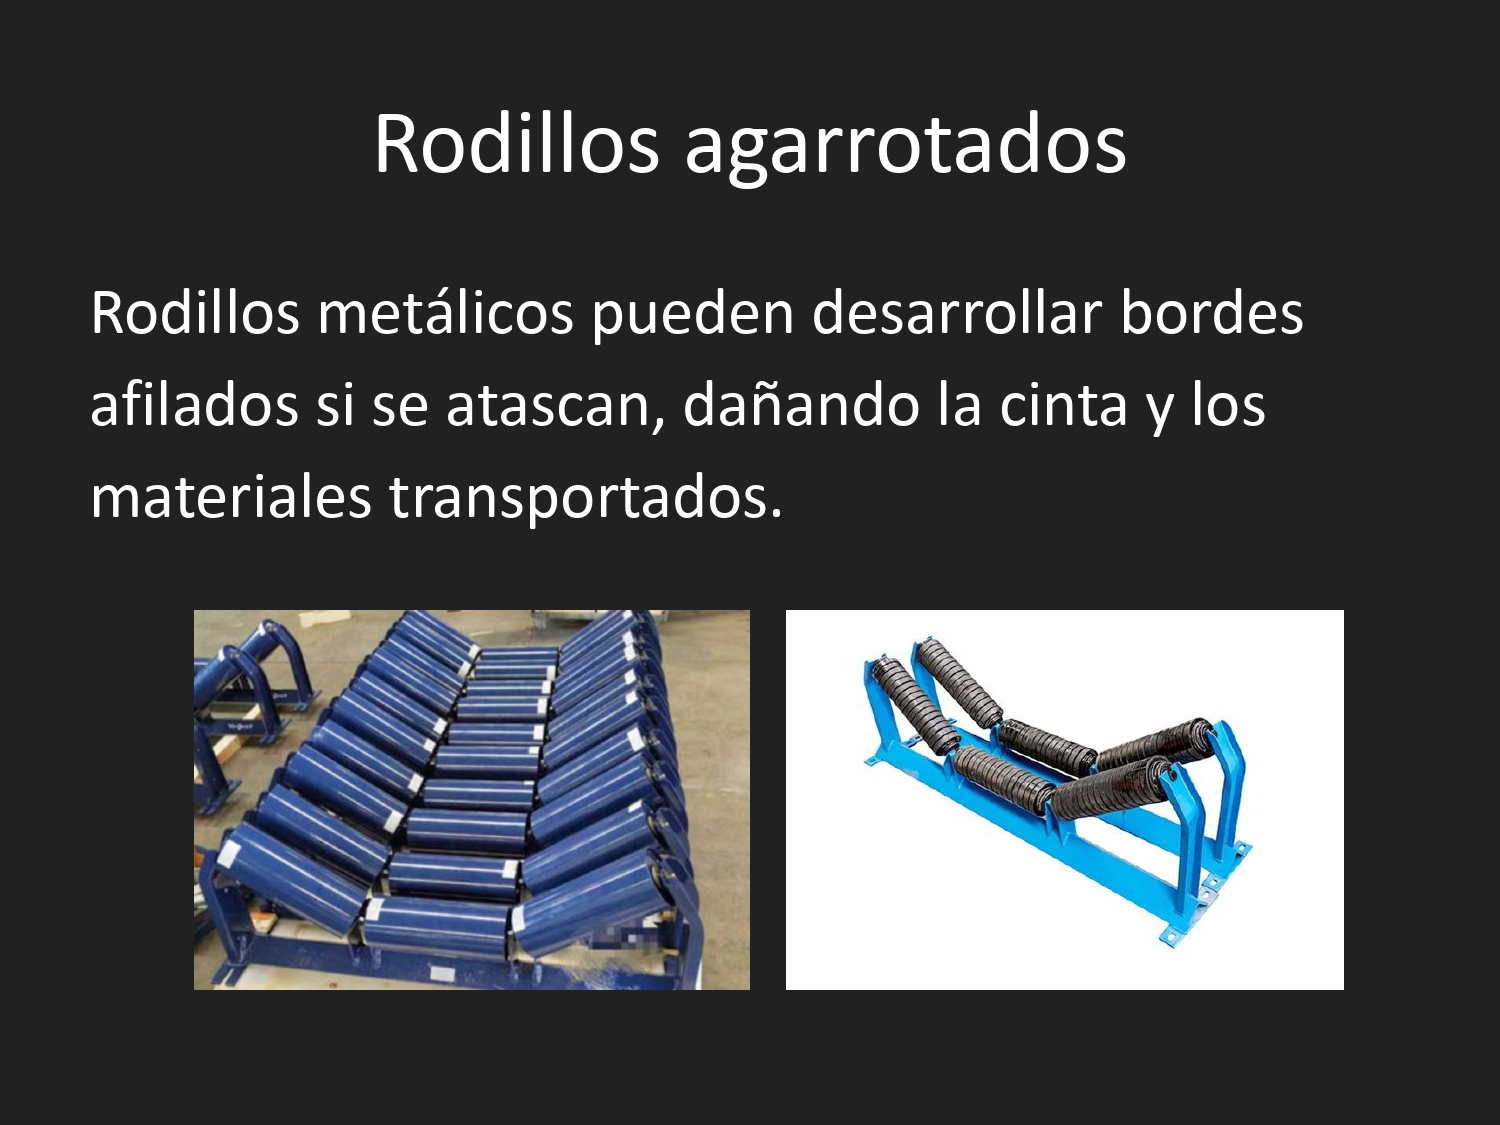 Rodillos agarrotados
Rodillos metálicos pueden desarrollar bordes
afilados si se atascan, dañando la cinta y los
materiales transportados.